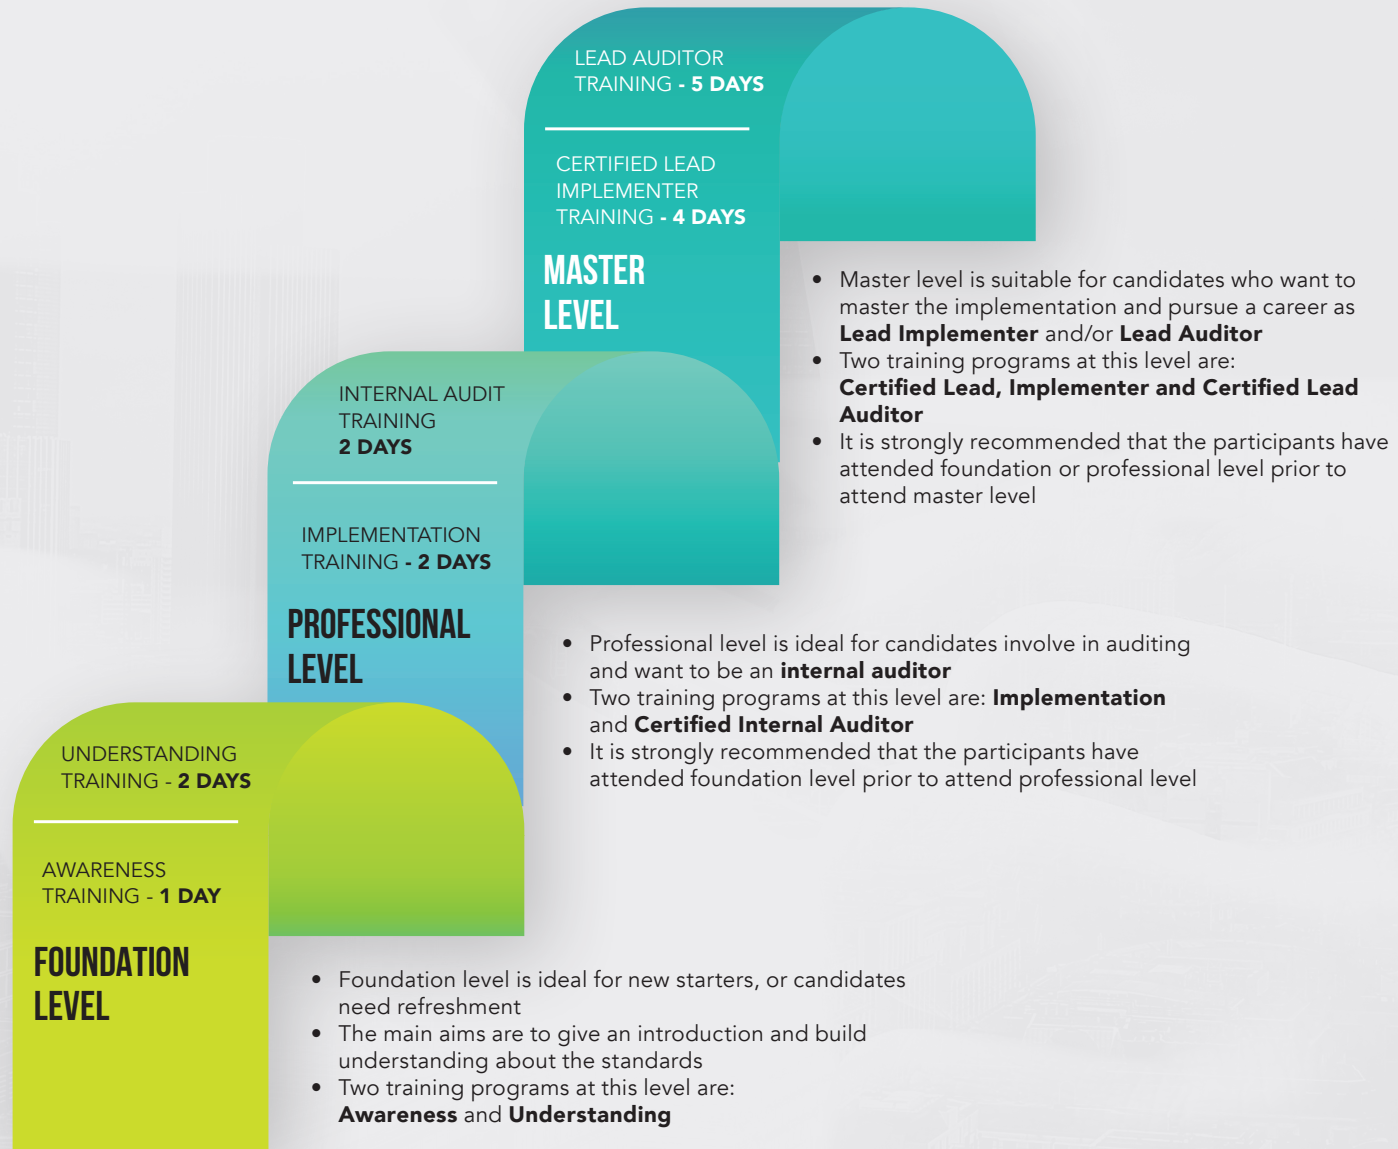 LEAD AUDITOR
TRAINING - 5 DAYS
CERTIFIED LEAD
IMPLEMENTER
TRAINING - 4 DAYS
MASTER
LEVEL
• Master level is suitable for candidates who want to
master the implementation and pursue a career as
Lead Implementer and/or Lead Auditor
• Two training programs at this level are:
Certified Lead, Implementer and Certified Lead
Auditor
• It is strongly recommended that the participants have
attended foundation or professional level prior to
attend master level
INTERNAL AUDIT
TRAINING
2 DAYS
IMPLEMENTATION
TRAINING - 2 DAYS
PROFESSIONAL
LEVEL
• Professional level is ideal for candidates involve in auditing
and want to be an internal auditor
• Two training programs at this level are: Implementation
and Certified Internal Auditor
• It is strongly recommended that the participants have
attended foundation level prior to attend professional level
UNDERSTANDING
TRAINING - 2 DAYS
AWARENESS
TRAINING - 1 DAY
FOUNDATION
LEVEL
• Foundation level is ideal for new starters, or candidates
need refreshment
• The main aims are to give an introduction and build
understanding about the standards
• Two training programs at this level are:
Awareness and Understanding